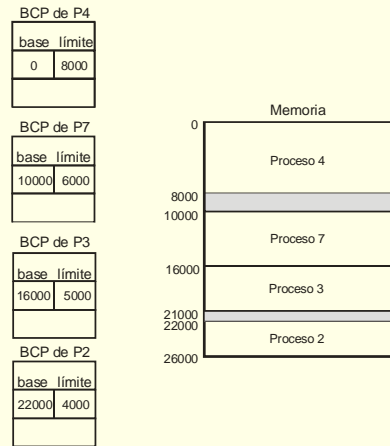 BCP de P4
base límite
0 8000
BCP de P7
base límite
10000 6000
BCP de P3
base límite
16000 5000
BCP de P2
base límite
22000 4000
Memoria
0
Proceso 4
8000
10000
Proceso 7
16000
Proceso 3
21000
22000
Proceso 2
26000